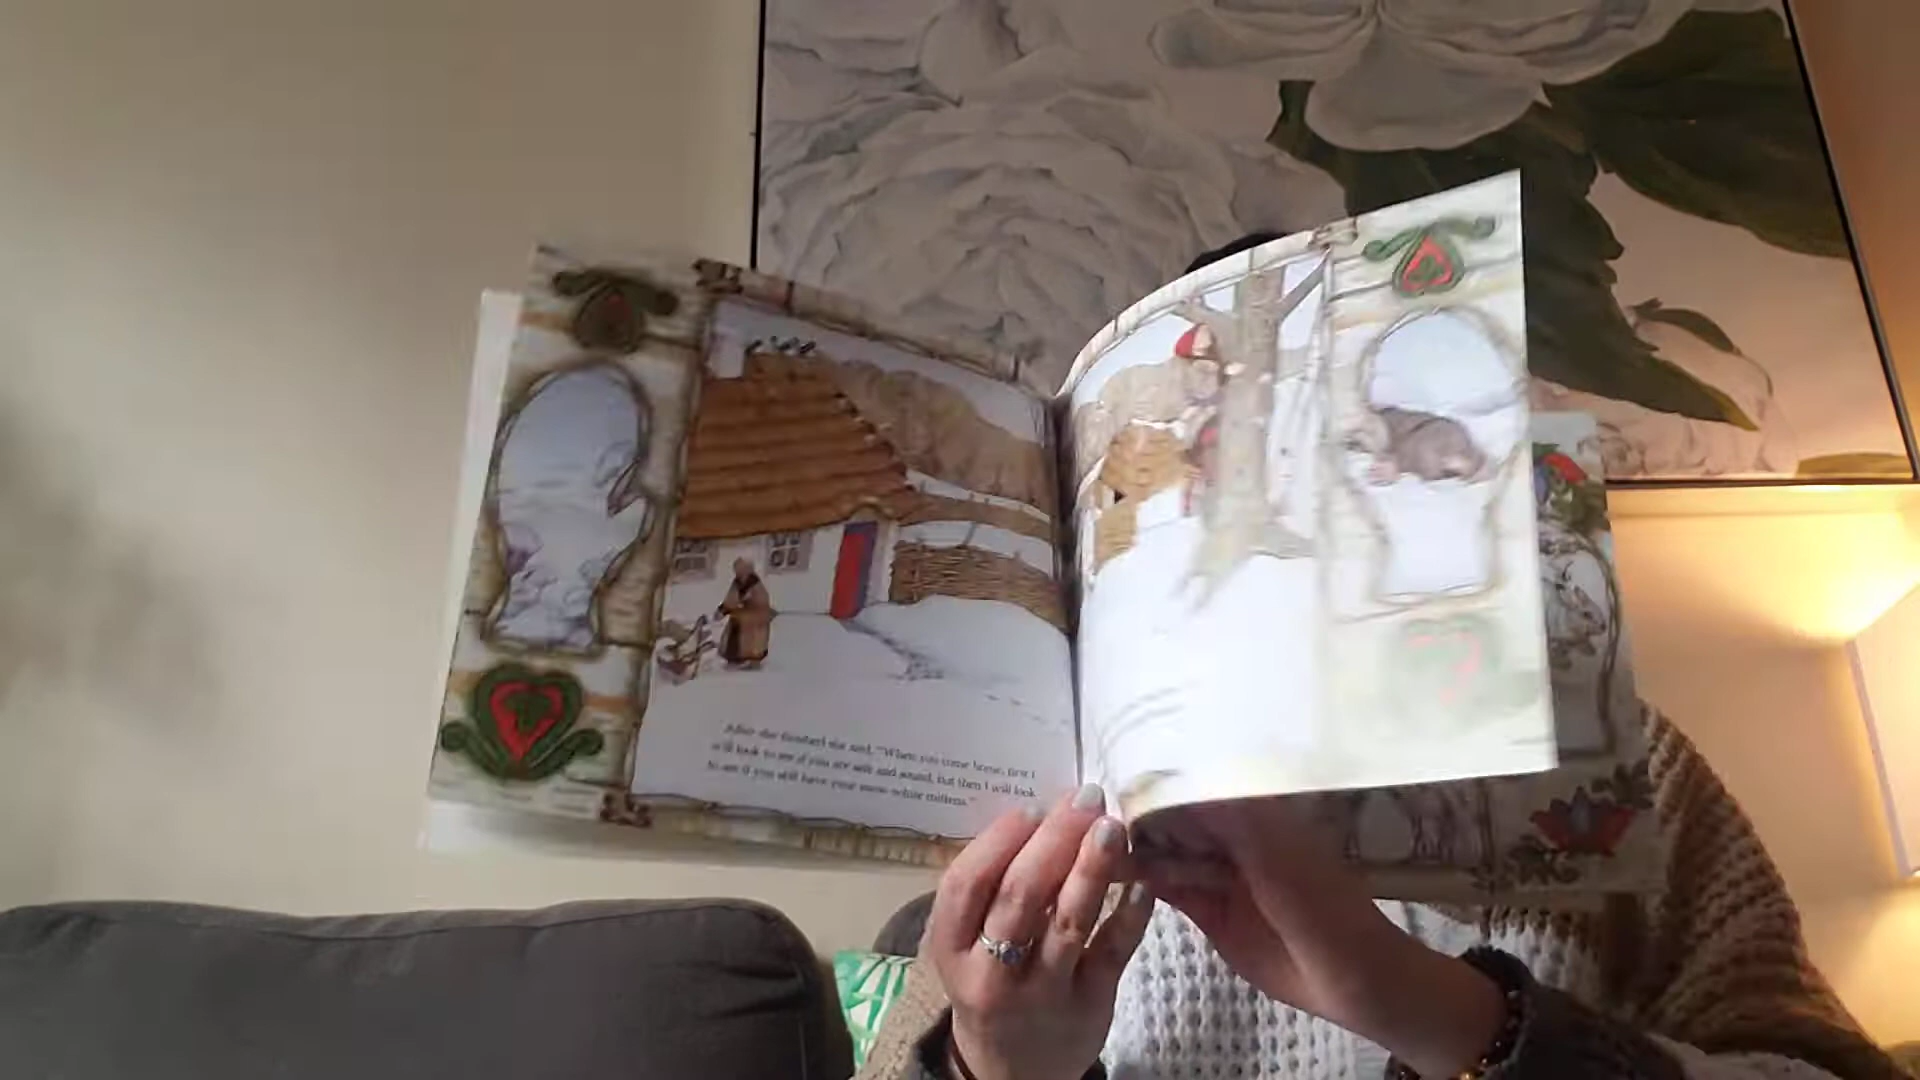 After she finished she said, "When you come home, first I
will look to see if you are safe and sound, but then I will look
to see if you still have your snow-white mittens."